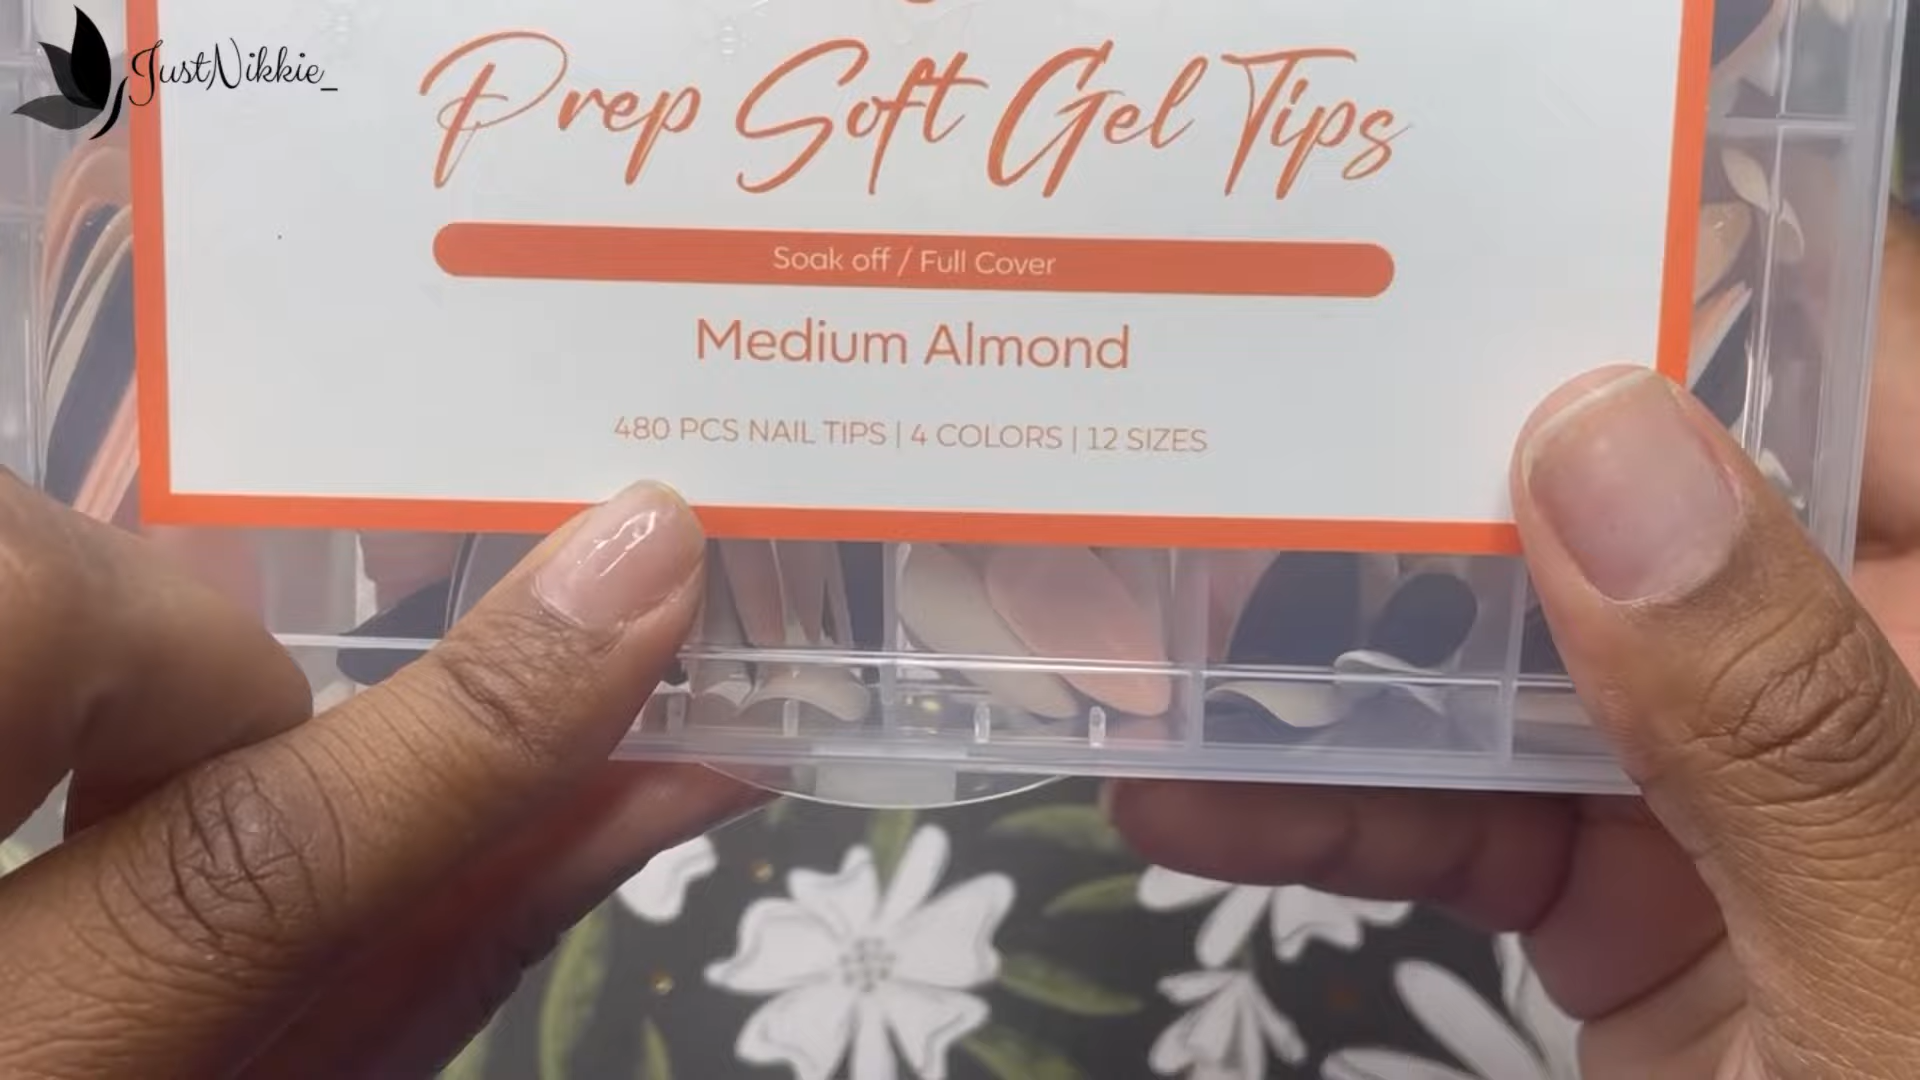 JustNikkie_
Prep Soft Gel Tips
Soak off / Full Cover
Medium Almond
480 PCS NAIL TIPS | 4 COLORS | 12 SIZES